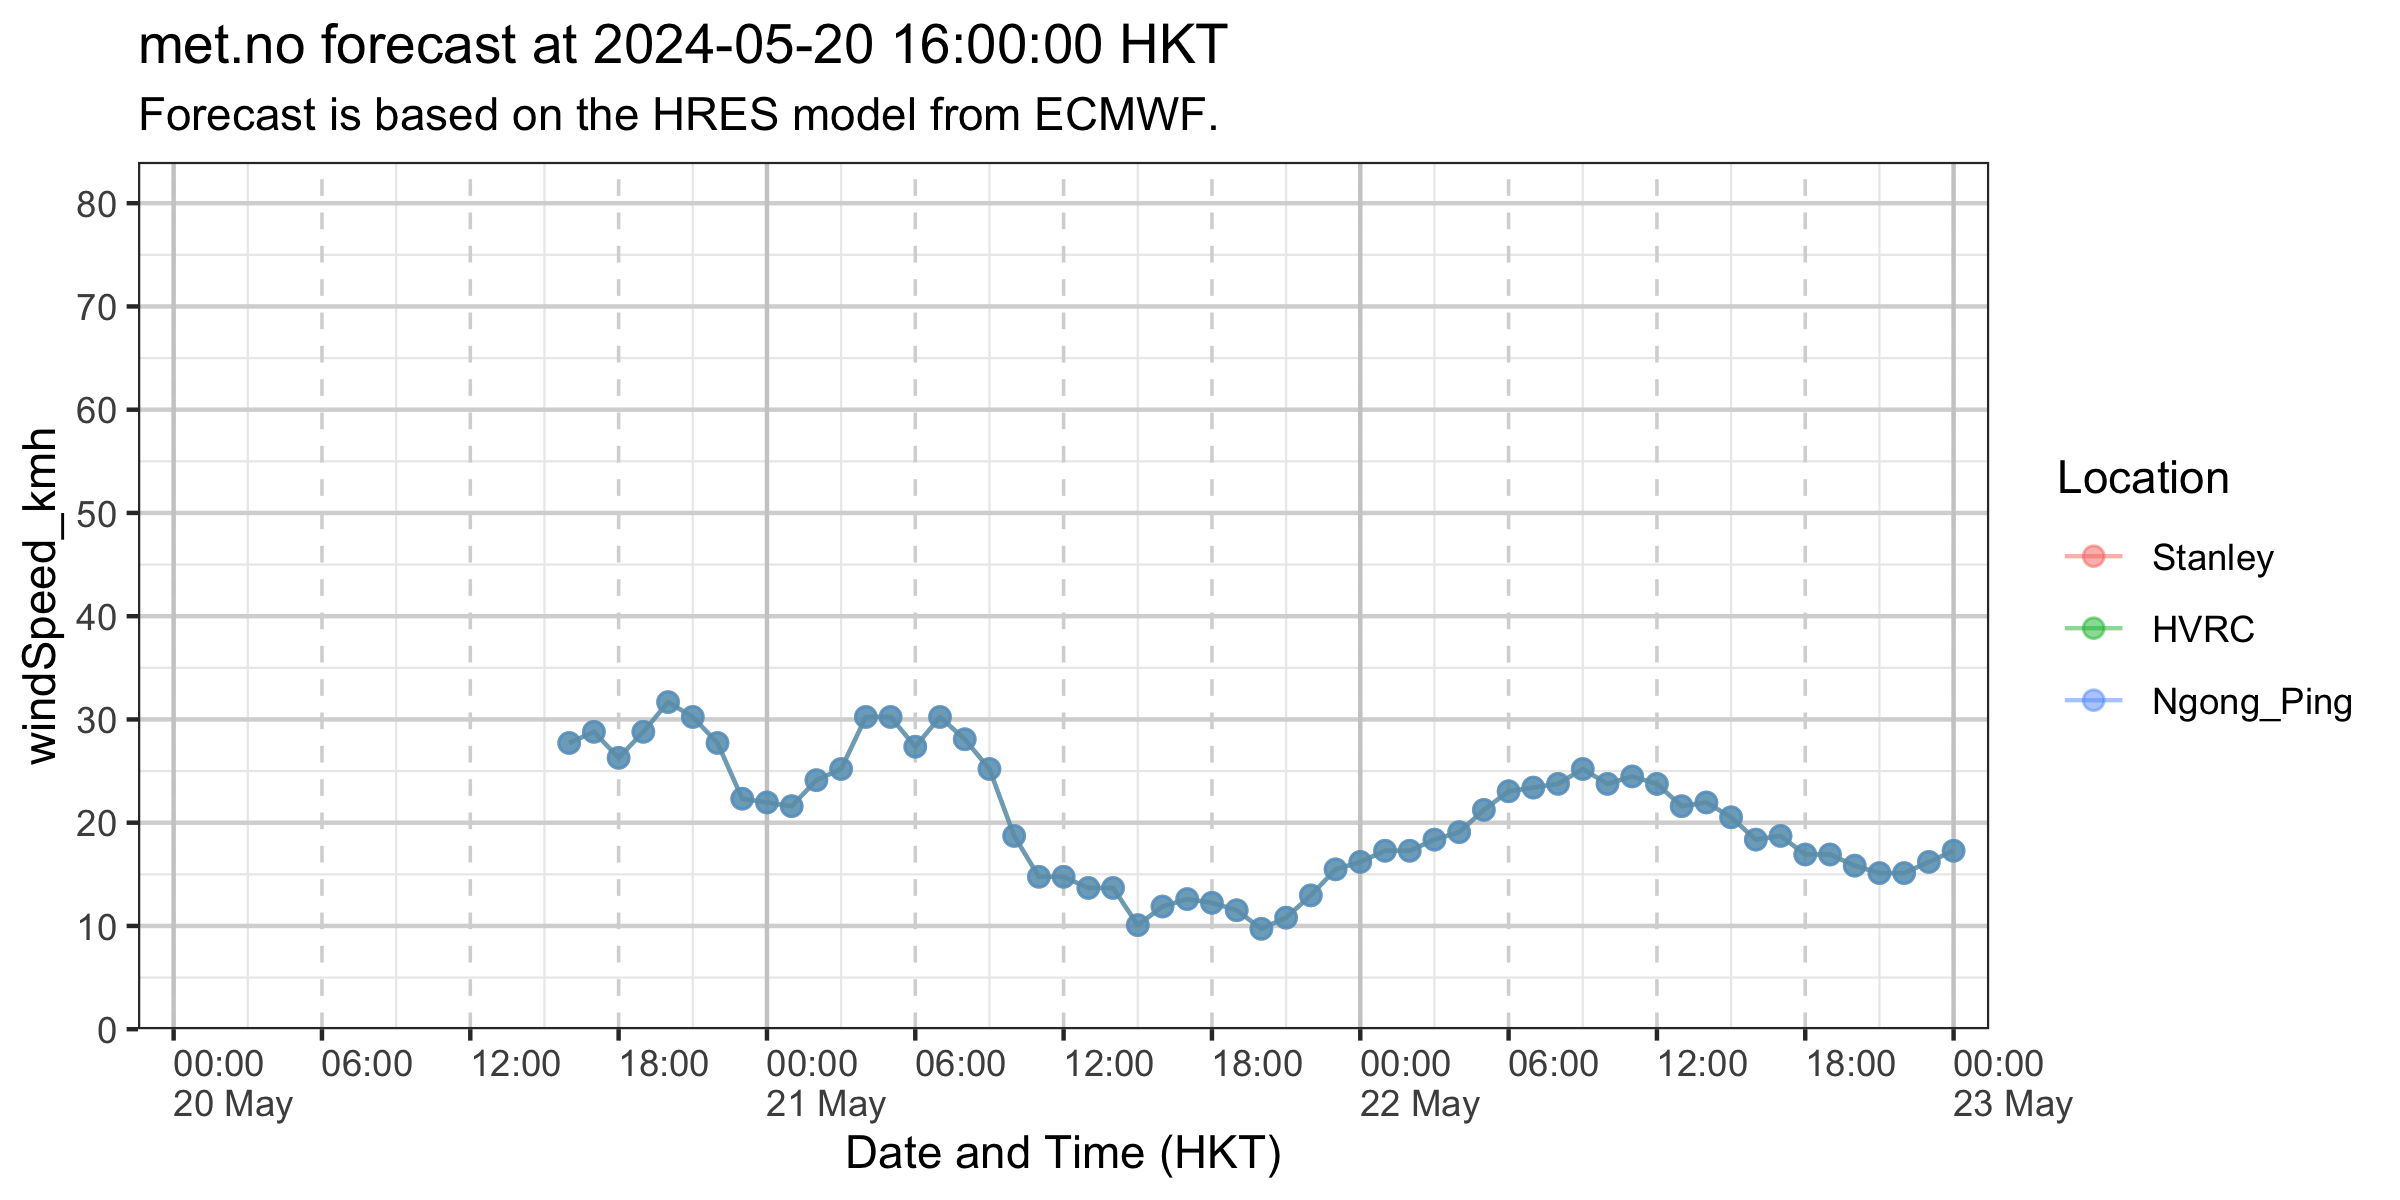 met.no forecast at 2024-05-20 16:00:00 HKT
Forecast is based on the HRES model from ECMWF.
windSpeed_kmh
80
70
60
50
40
30
20
10
0
00:00 06:00 12:00 18:00 00:00 06:00 12:00 18:00 00:00 06:00 12:00 18:00 00:00
20 May 21 May 22 May 23 May
Date and Time (HKT)
Location
Stanley
HVRC
Ngong_Ping